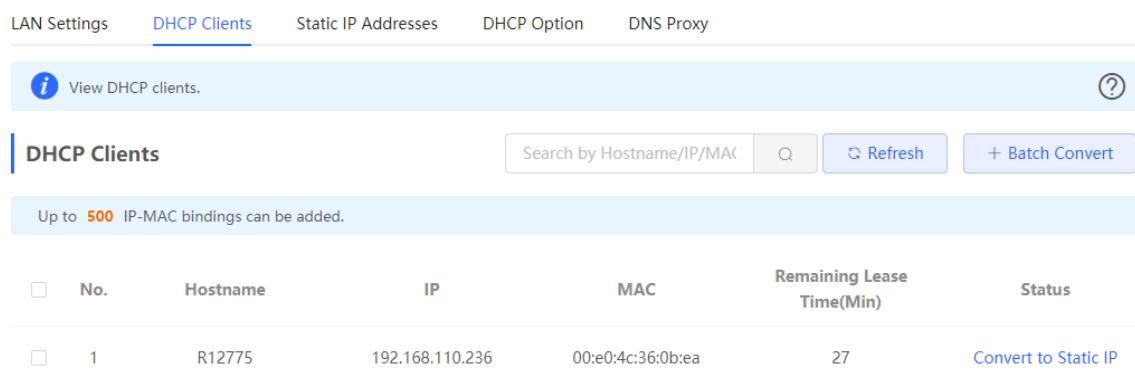 LAN Settings DHCP Clients Static IP Addresses DHCP Option DNS Proxy
i View DHCP clients. ?
DHCP Clients Search by Hostname/IP/MAC Refresh + Batch Convert
Up to 500 IP-MAC bindings can be added.
No. Hostname IP MAC Remaining Lease Time(Min) Status
1 R12775 192.168.110.236 00:e0:4c:36:0b:ea 27 Convert to Static IP